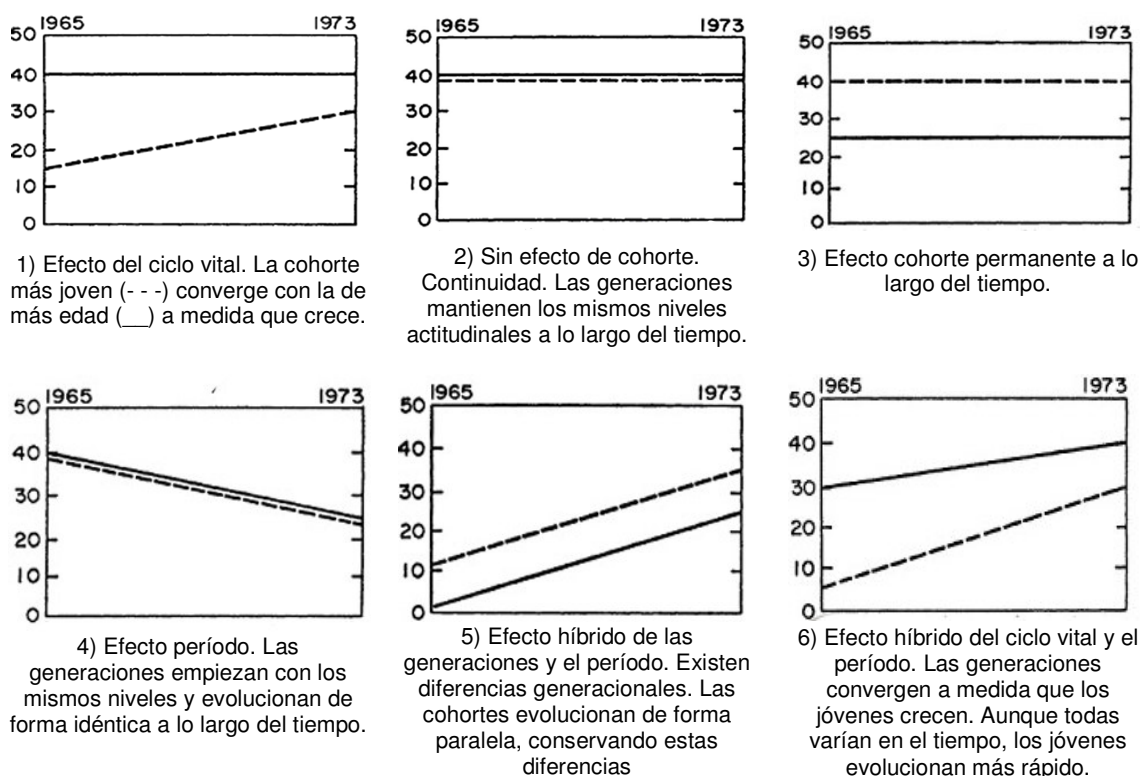 1965 1973
50
40
30
20
10
0
1) Efecto del ciclo vital. La cohorte
más joven (- - -) converge con la de
más edad (__) a medida que crece.
1965 1973
50
40
30
20
10
0
2) Sin efecto de cohorte.
Continuidad. Las generaciones
mantienen los mismos niveles
actitudinales a lo largo del tiempo.
1965 1973
50
40
30
20
10
0
3) Efecto cohorte permanente a lo
largo del tiempo.
1965 1973
50
40
30
20
10
0
4) Efecto período. Las
generaciones empiezan con los
mismos niveles y evolucionan de
forma idéntica a lo largo del tiempo.
1965 1973
50
40
30
20
10
0
5) Efecto híbrido de las
generaciones y el período. Existen
diferencias generacionales. Las
cohortes evolucionan de forma
paralela, conservando estas
diferencias
1965 1973
50
40
30
20
10
0
6) Efecto híbrido del ciclo vital y el
período. Las generaciones
convergen a medida que los
jóvenes crecen. Aunque todas
varían en el tiempo, los jóvenes
evolucionan más rápido.